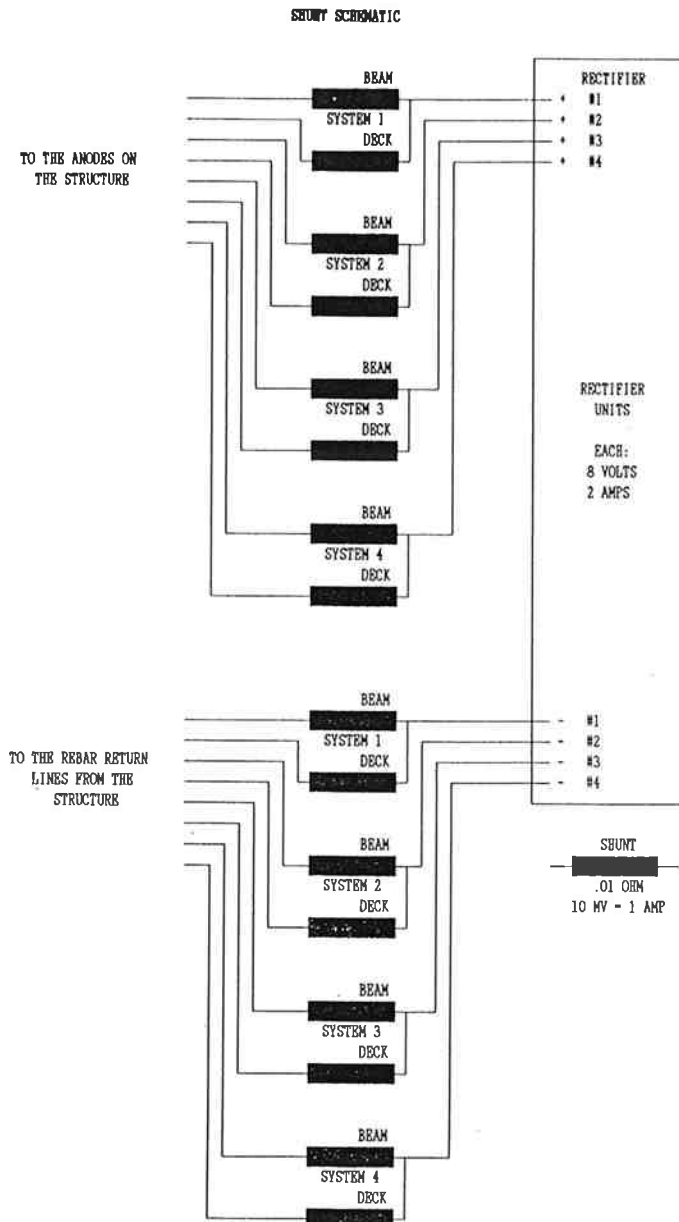 SHUNT SCHEMATIC
BEAM
SYSTEM 1
DECK
BEAM
SYSTEM 2
DECK
BEAM
SYSTEM 3
DECK
BEAM
SYSTEM 4
DECK
TO THE ANODES ON
THE STRUCTURE
RECTIFIER
+ #1
+ #2
+ #3
+ #4
RECTIFIER
UNITS
EACH:
8 VOLTS
2 AMPS
BEAM
SYSTEM 1
DECK
BEAM
SYSTEM 2
DECK
BEAM
SYSTEM 3
DECK
BEAM
SYSTEM 4
DECK
TO THE REBAR RETURN
LINES FROM THE
STRUCTURE
- #1
- #2
- #3
- #4
SHUNT
.01 OHM
10 MV = 1 AMP